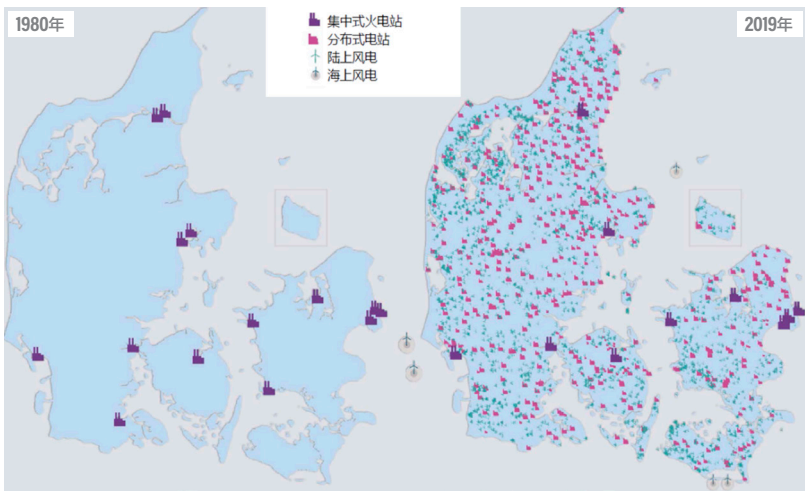 1980年
集中式火电站
分布式电站
陆上风电
海上风电
2019年